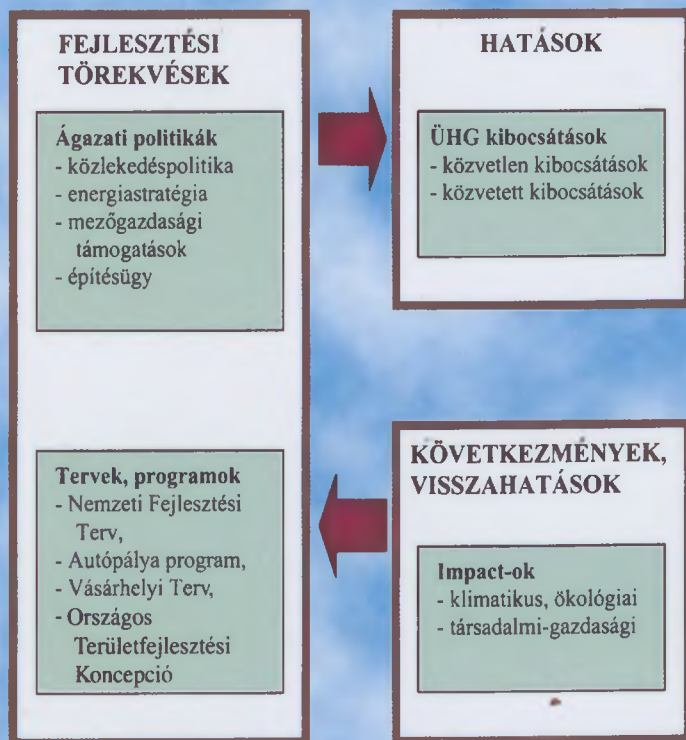 FEJLESZTÉSI
TÖREKVÉSEK
Ágazati politikák
- közlekedéspolitika
- energiastratégia
- mezőgazdasági
támogatások
- építésügy
Tervek, programok
- Nemzeti Fejlesztési
Terv,
- Autópálya program,
- Vásárhelyi Terv,
- Országos
Területfejlesztési
Koncepció
HATÁSOK
ÜHG kibocsátások
- közvetlen kibocsátások
- közvetett kibocsátások
KÖVETKEZMÉNYEK,
VISSZAHATÁSOK
Impact-ok
- klimatikus, ökológiai
- társadalmi-gazdasági